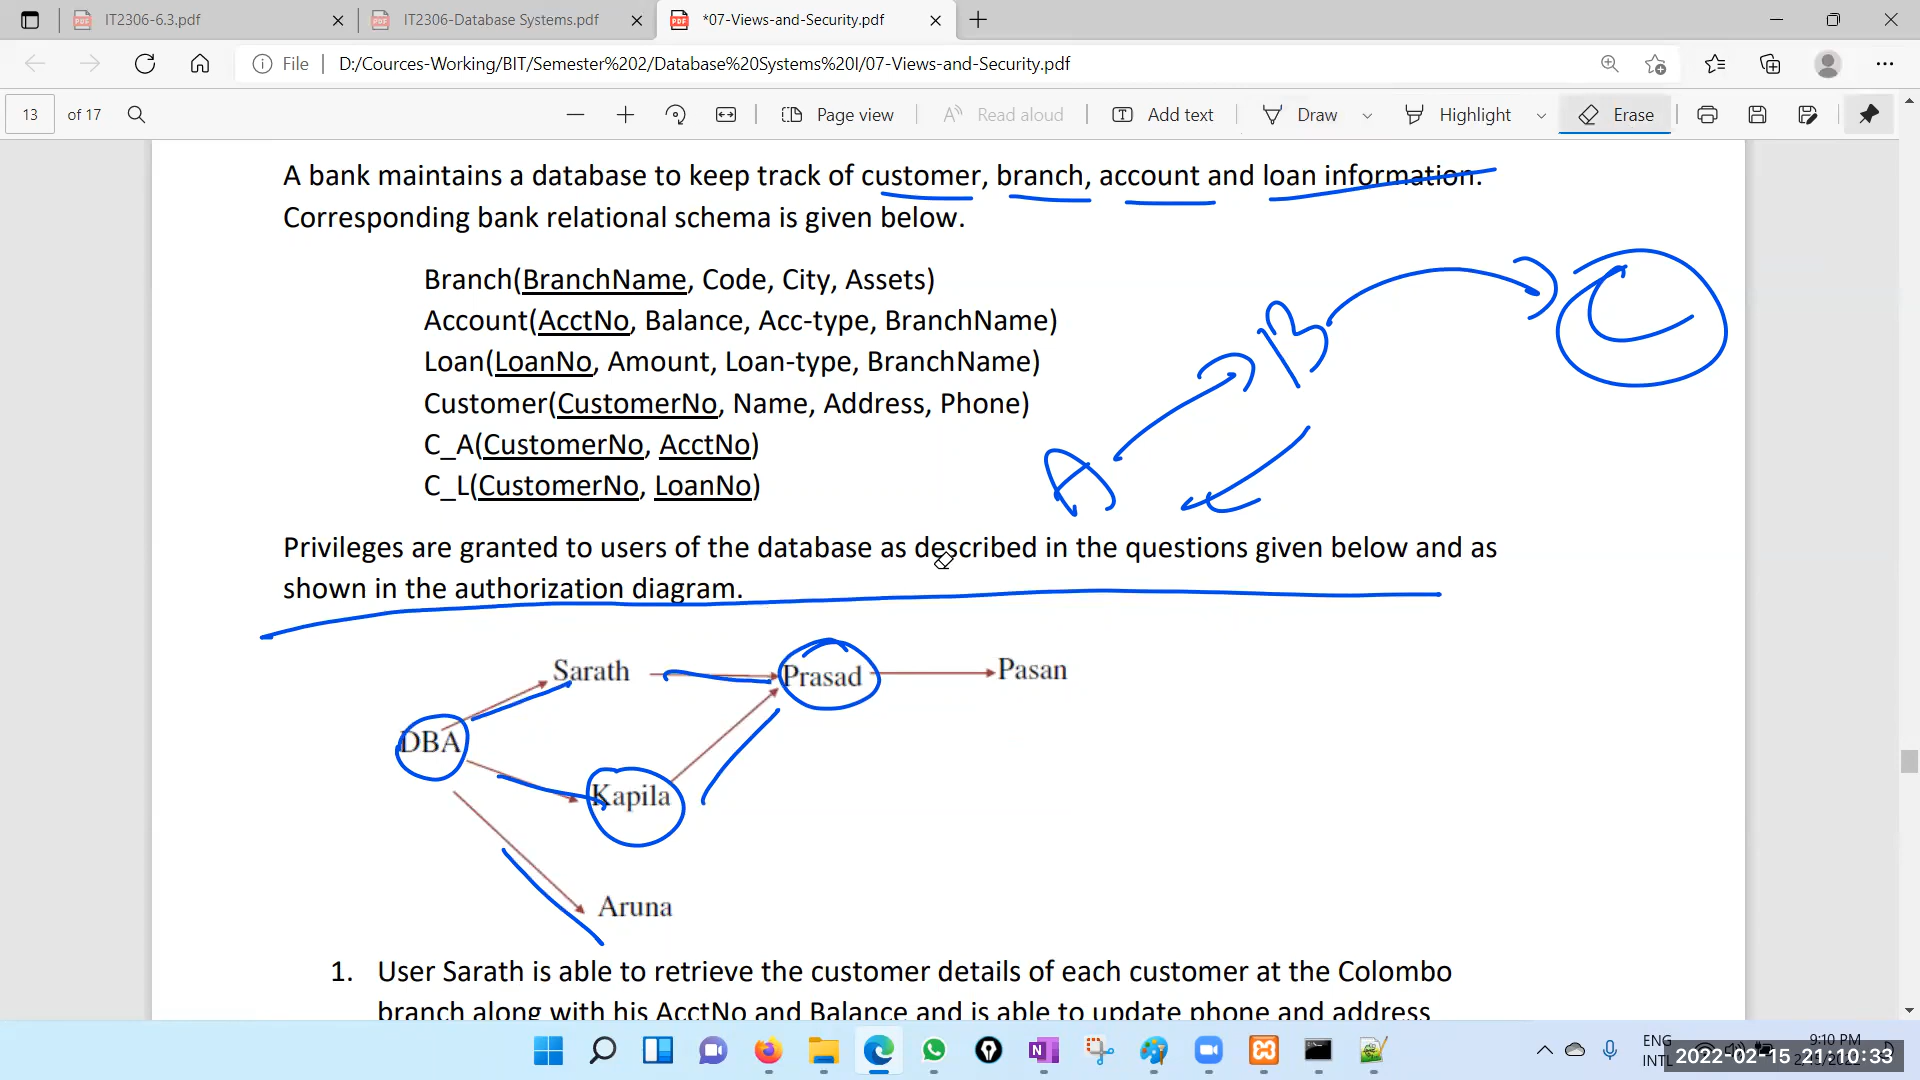 IT2306-6.3.pdf
IT2306-Database Systems.pdf
*07-Views-and-Security.pdf
File
D:/Cources-Working/BIT/Semester%202/Database%20Systems%20I/07-Views-and-Security.pdf
13 of 17
Page view
Read aloud
Add text
Draw
Highlight
Erase
A bank maintains a database to keep track of customer, branch, account and loan information.
Corresponding bank relational schema is given below.
Branch(BranchName, Code, City, Assets)
Account(AcctNo, Balance, Acc-type, BranchName)
Loan(LoanNo, Amount, Loan-type, BranchName)
Customer(CustomerNo, Name, Address, Phone)
C_A(CustomerNo, AcctNo)
C_L(CustomerNo, LoanNo)
A
B
C
Privileges are granted to users of the database as described in the questions given below and as
shown in the authorization diagram.
Sarath
Prasad
Pasan
DBA
Kapila
Aruna
1. User Sarath is able to retrieve the customer details of each customer at the Colombo
branch along with his AcctNo and Balance and is able to update phone and address
ENG
INTL
9:10 PM
2022-02-15 21:10:33